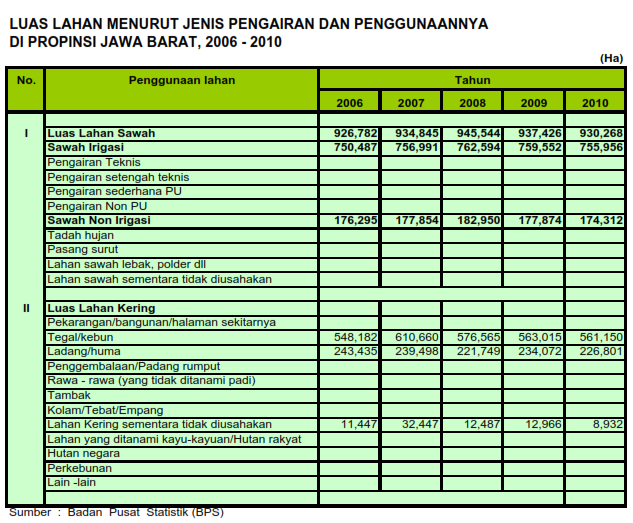 LUAS LAHAN MENURUT JENIS PENGAIRAN DAN PENGGUNAANNYA
DI PROPINSI JAWA BARAT, 2006 - 2010
(Ha)
No. Penggunaan lahan Tahun
2006 2007 2008 2009 2010
I Luas Lahan Sawah 926,782 934,845 945,544 937,426 930,268
Sawah Irigasi 750,487 756,991 762,594 759,552 755,956
Pengairan Teknis
Pengairan setengah teknis
Pengairan sederhana PU
Pengairan Non PU
Sawah Non Irigasi 176,295 177,854 182,950 177,874 174,312
Tadah hujan
Pasang surut
Lahan sawah lebak, polder dll
Lahan sawah sementara tidak diusahakan
II Luas Lahan Kering
Pekarangan/bangunan/halaman sekitarnya
Tegal/kebun 548,182 610,660 576,565 563,015 561,150
Ladang/huma 243,435 239,498 221,749 234,072 226,801
Penggembalaan/Padang rumput
Rawa - rawa (yang tidak ditanami padi)
Tambak
Kolam/Tebat/Empang
Lahan Kering sementara tidak diusahakan 11,447 32,447 12,487 12,966 8,932
Lahan yang ditanami kayu-kayuan/Hutan rakyat
Hutan negara
Perkebunan
Lain -lain
Sumber : Badan Pusat Statistik (BPS)